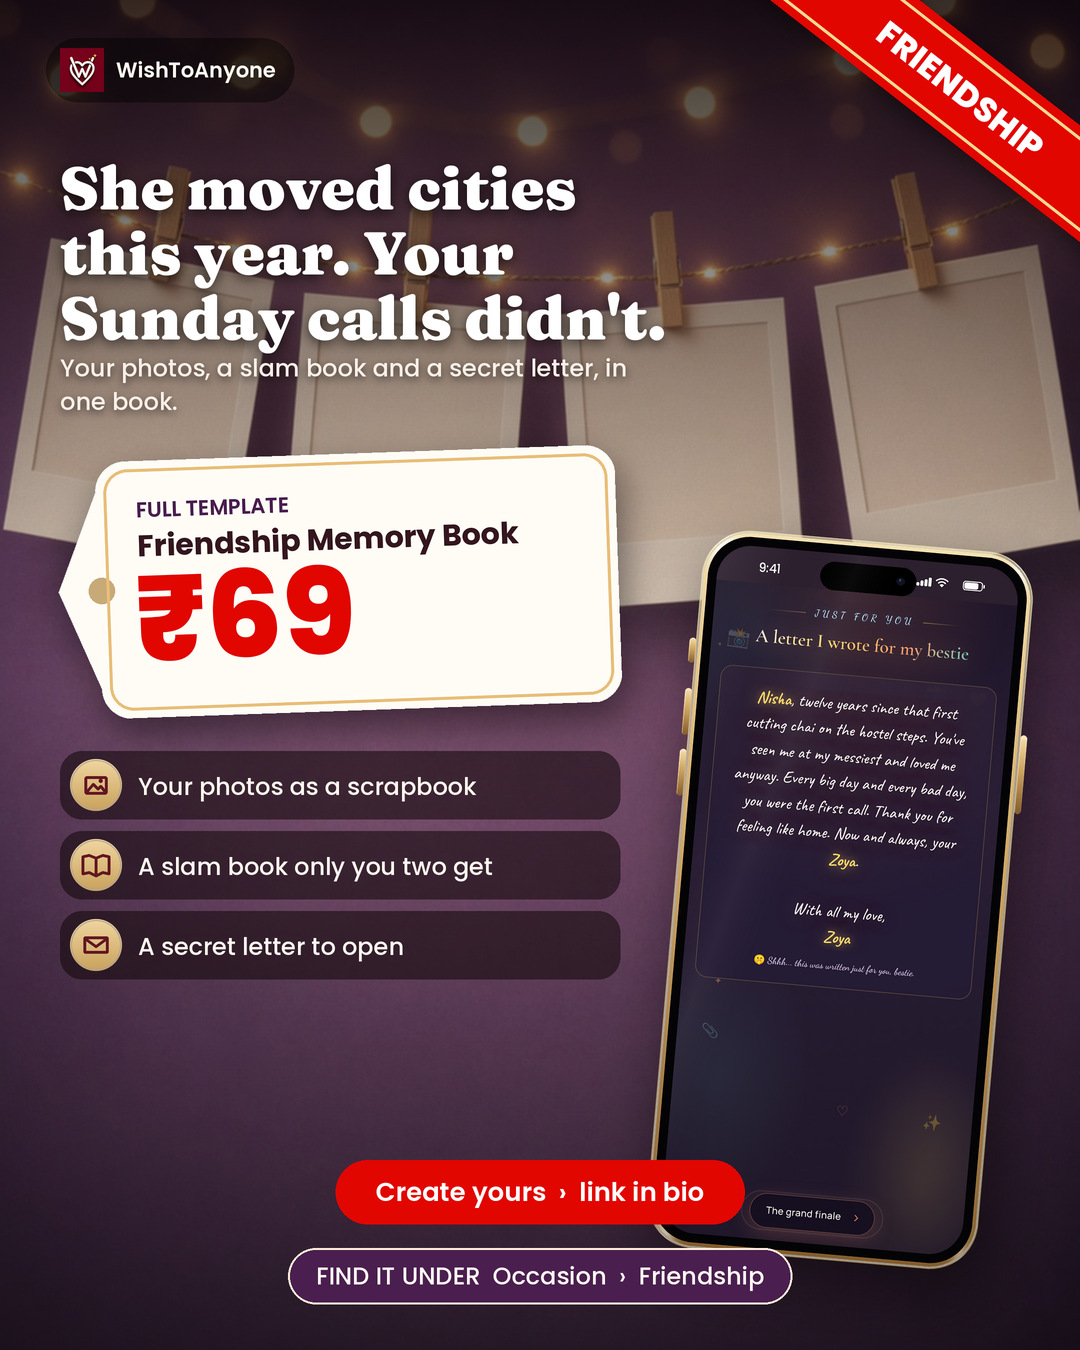 WishToAnyone
FRIENDSHIP
She moved cities
this year. Your
Sunday calls didn't.
Your photos, a slam book and a secret letter, in
one book.
FULL TEMPLATE
Friendship Memory Book
₹69
Your photos as a scrapbook
A slam book only you two get
A secret letter to open
9:41
JUST FOR YOU
📸 A letter I wrote for my bestie
Nisha, twelve years since that first
cutting chai on the hostel steps. You've
seen me at my messiest and loved me
anyway. Every big day and every bad day,
you were the first call. Thank you for
feeling like home. Now and always, your
Zoya.
With all my love,
Zoya
🤫 Shhh... this was written just for you, bestie.
The grand finale ›
Create yours › link in bio
FIND IT UNDER Occasion › Friendship